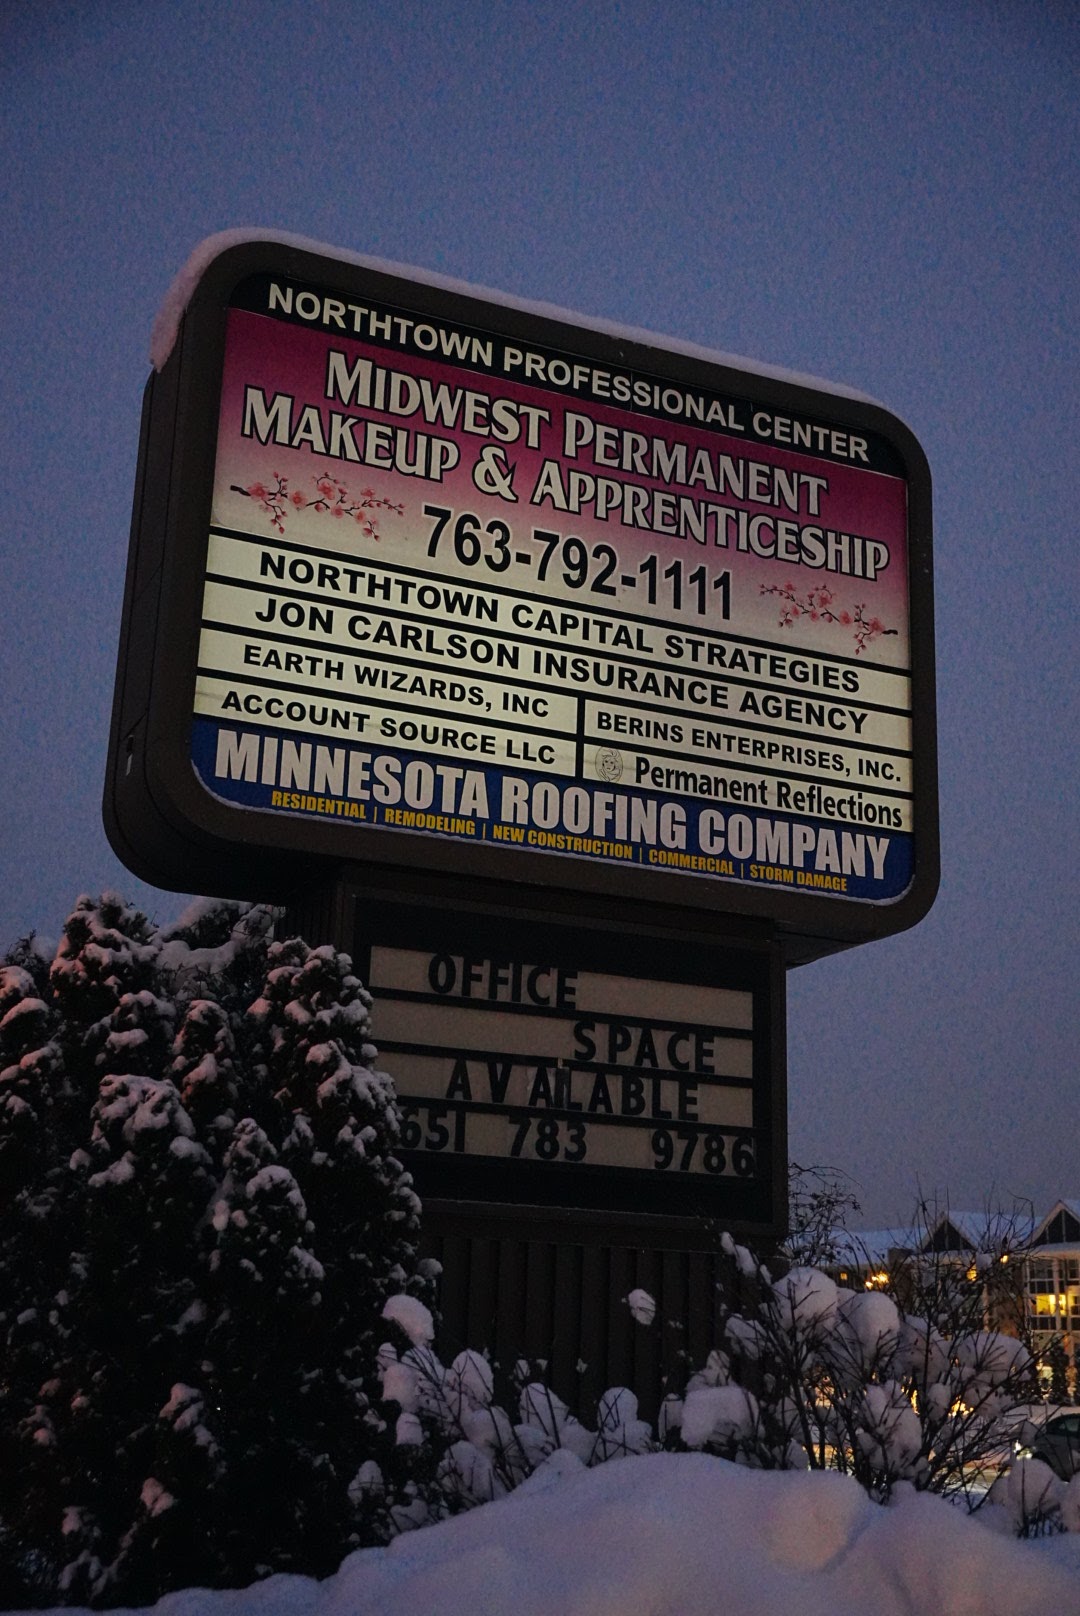 NORTHTOWN PROFESSIONAL CENTER
MIDWEST PERMANENT
MAKEUP & APPRENTICESHIP
763-792-1111
NORTHTOWN CAPITAL STRATEGIES
JON CARLSON INSURANCE AGENCY
EARTH WIZARDS, INC
BERINS ENTERPRISES, INC.
ACCOUNT SOURCE LLC
Permanent Reflections
MINNESOTA ROOFING COMPANY
RESIDENTIAL | REMODELING | NEW CONSTRUCTION | COMMERCIAL | STORM DAMAGE
OFFICE
SPACE
AVAILABLE
651 783 9786